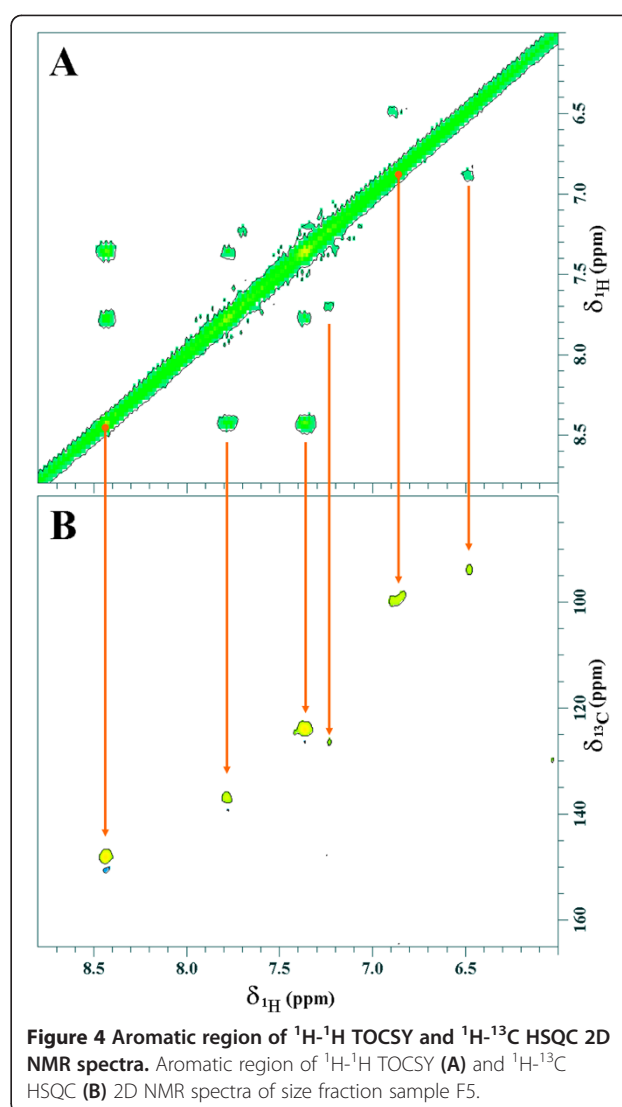 A
6.5
7.0
7.5
8.0
8.5
δ1H (ppm)
B
100
120
140
160
δ13C (ppm)
8.5 8.0 7.5 7.0 6.5
δ1H (ppm)
Figure 4 Aromatic region of 1H-1H TOCSY and 1H-13C HSQC 2D
NMR spectra. Aromatic region of 1H-1H TOCSY (A) and 1H-13C
HSQC (B) 2D NMR spectra of size fraction sample F5.